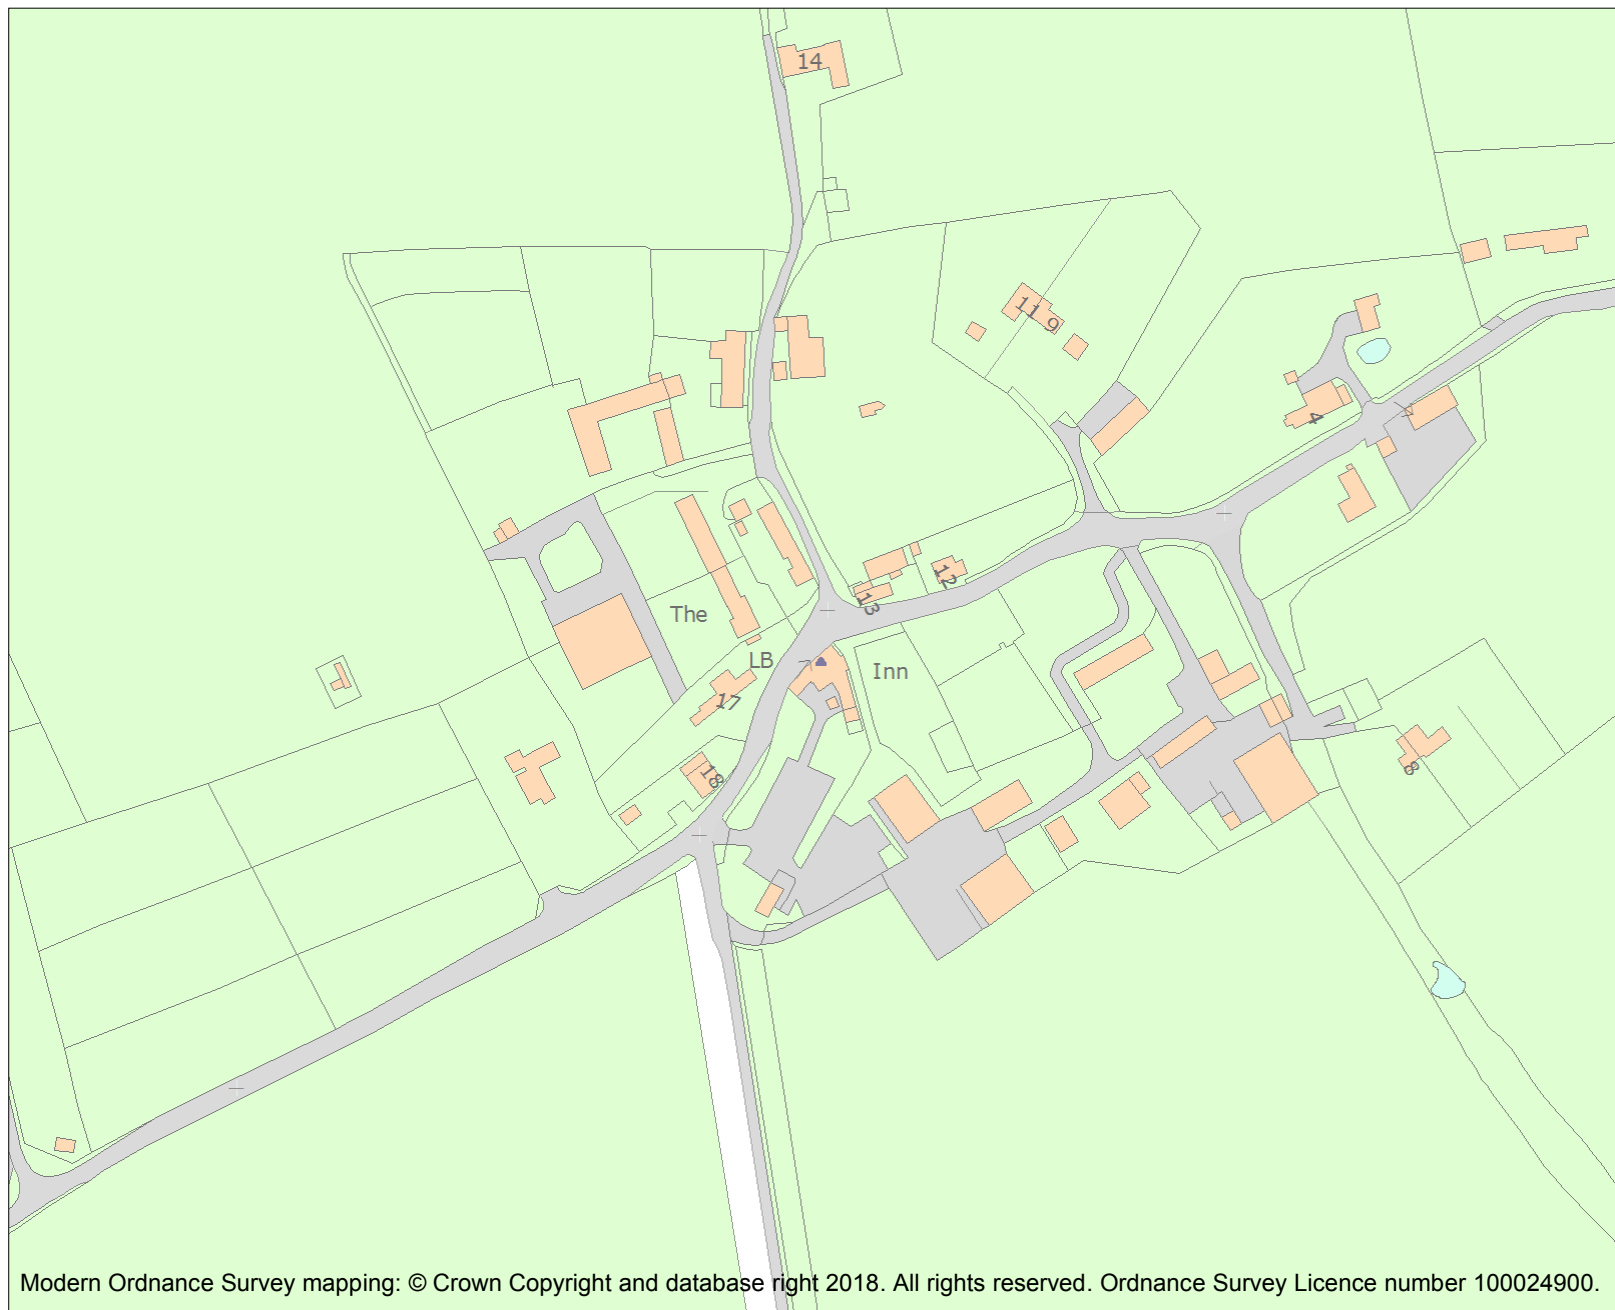 14
11 9
4
7
12
13
The
LB
Inn
17
18
8
Modern Ordnance Survey mapping: © Crown Copyright and database right 2018. All rights reserved. Ordnance Survey Licence number 100024900.